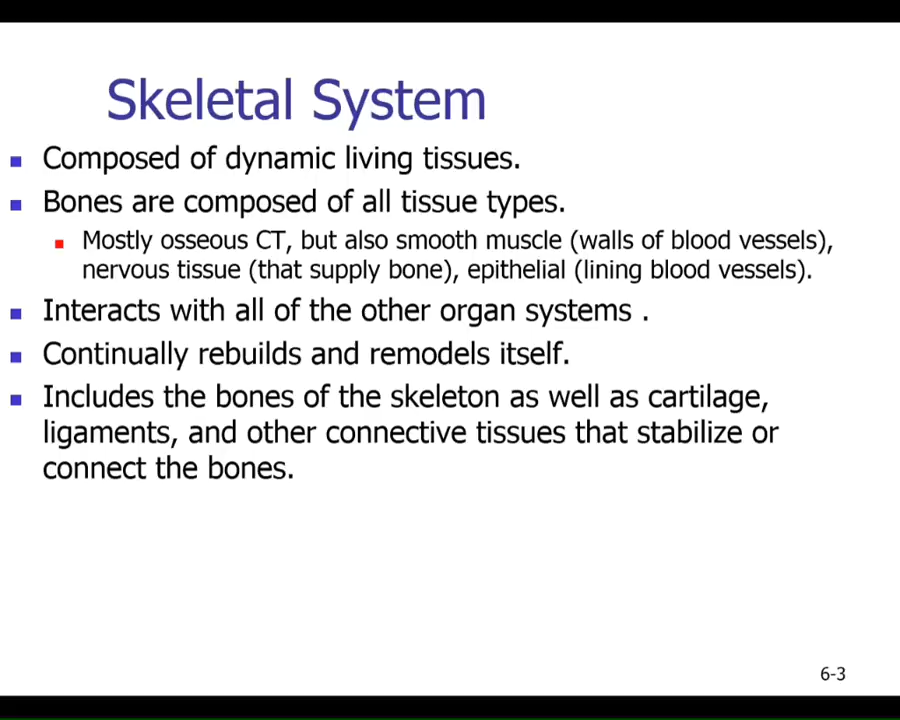 Skeletal System
Composed of dynamic living tissues.
Bones are composed of all tissue types.
Mostly osseous CT, but also smooth muscle (walls of blood vessels),
nervous tissue (that supply bone), epithelial (lining blood vessels).
Interacts with all of the other organ systems .
Continually rebuilds and remodels itself.
Includes the bones of the skeleton as well as cartilage,
ligaments, and other connective tissues that stabilize or
connect the bones.
6-3